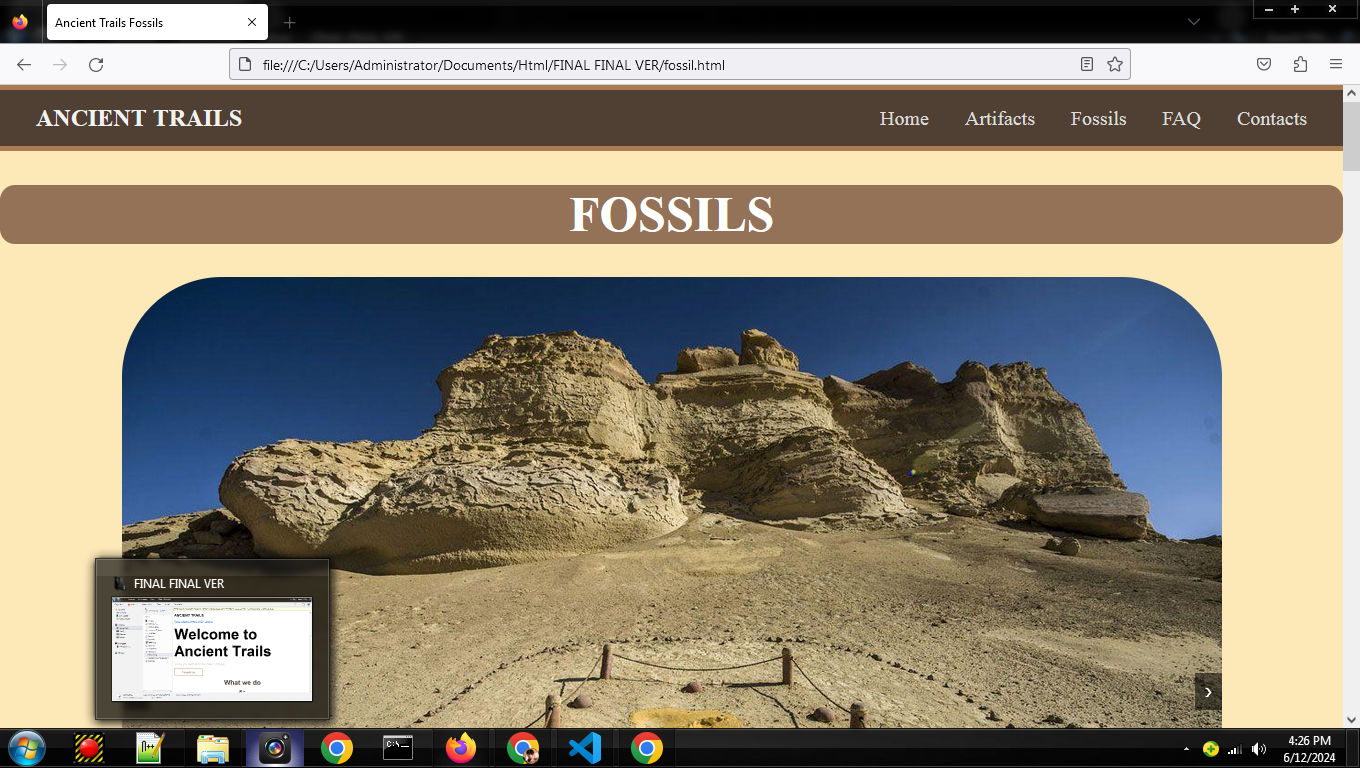 Ancient Trails Fossils
file:///C:/Users/Administrator/Documents/Html/FINAL FINAL VER/fossil.html
ANCIENT TRAILS
Home Artifacts Fossils FAQ Contacts
FOSSILS
FINAL FINAL VER
ANCIENT TRAILS
Welcome to
Ancient Trails
What we do
4:26 PM
6/12/2024